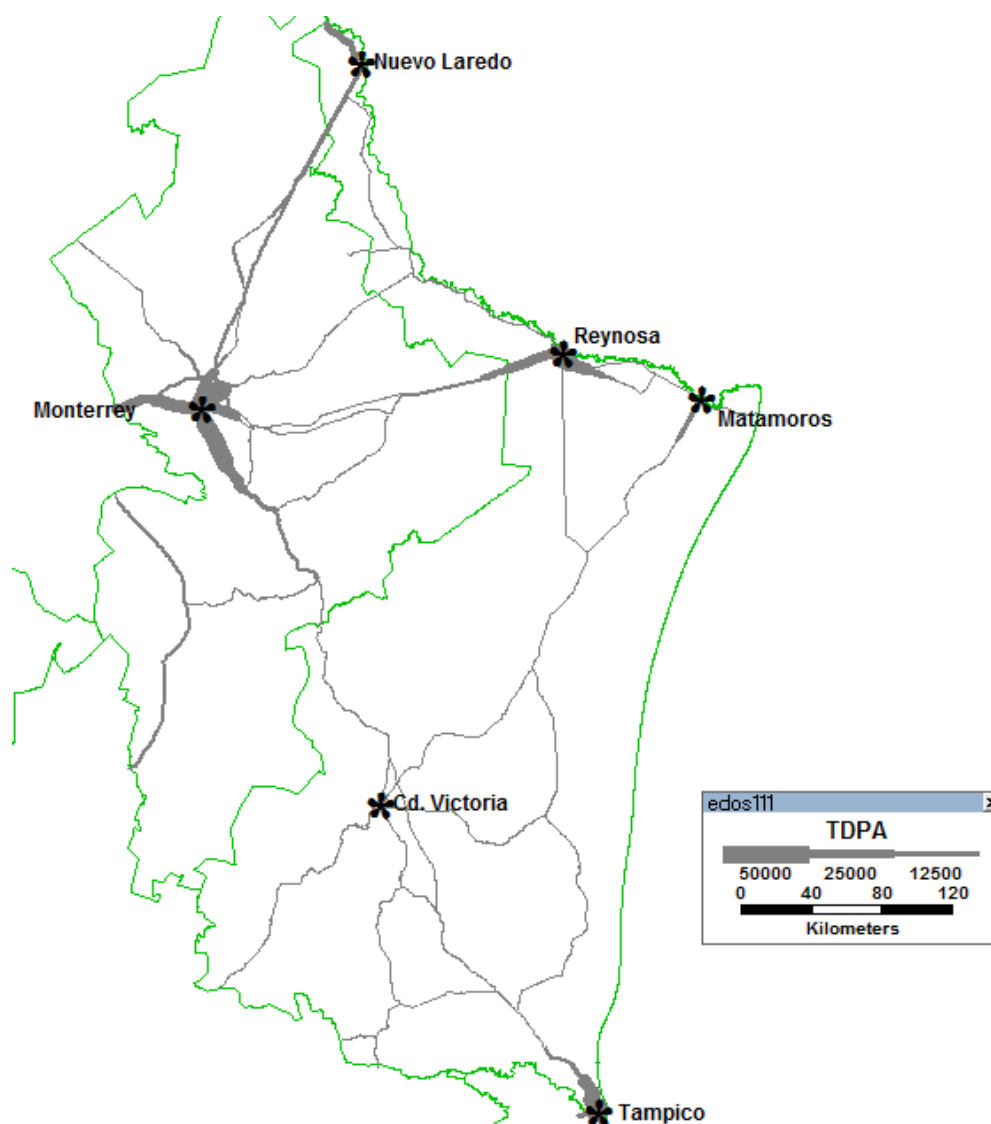 Nuevo Laredo
Reynosa
Monterrey
Matamoros
Cd. Victoria
edos111 x
TDPA
50000 25000 12500
0 40 80 120
Kilometers
Tampico